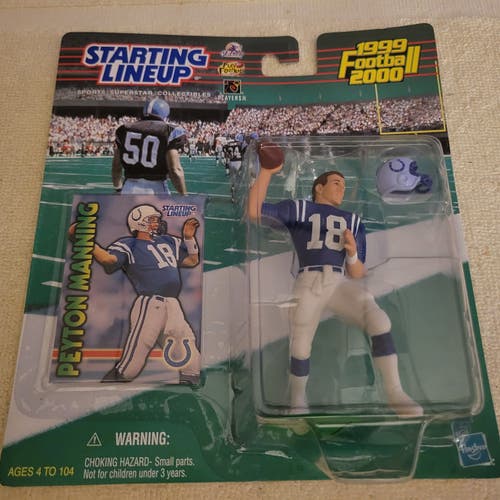 STARTING
LINEUP
SPORTS SUPERSTAR COLLECTIBLES
PLAYERS
1999
Football
2000
50
STARTING
LINEUP
18
PEYTON MANNING
18
WARNING:
CHOKING HAZARD- Small parts.
Not for children under 3 years.
AGES 4 TO 104
Hasbro